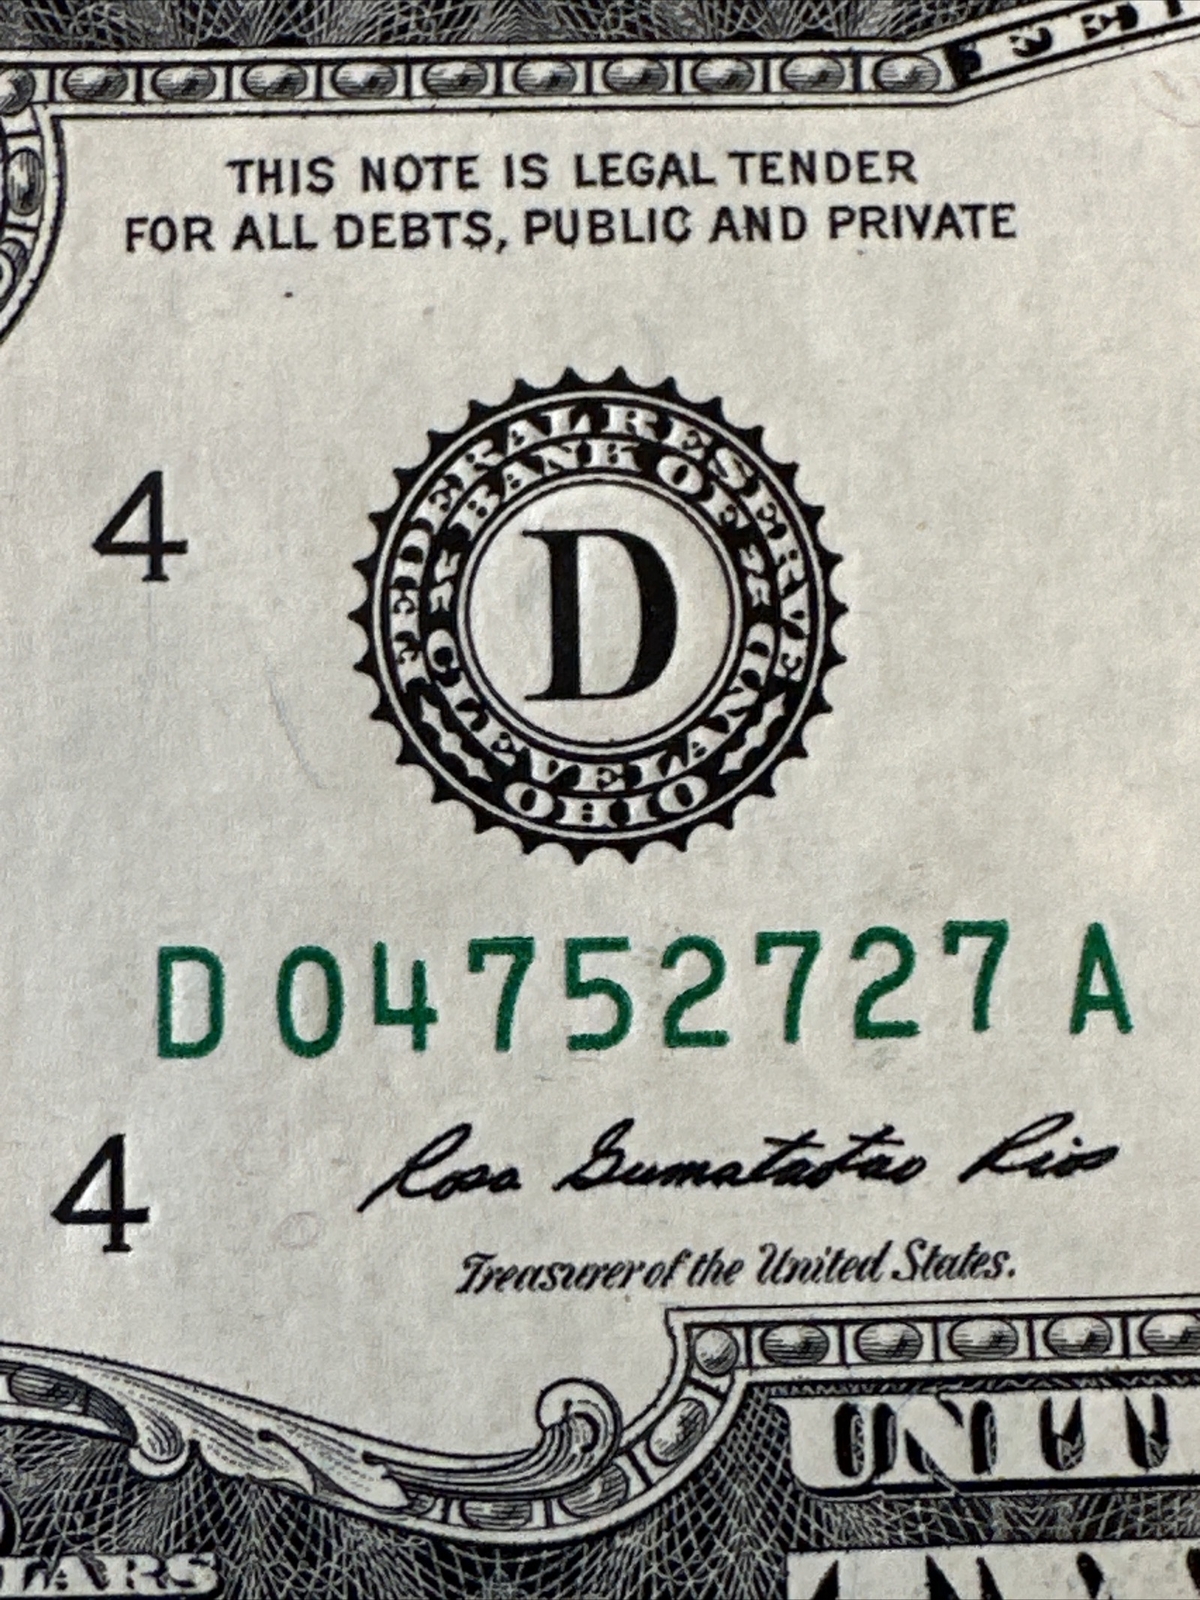 THIS NOTE IS LEGAL TENDER
FOR ALL DEBTS, PUBLIC AND PRIVATE
FEDERAL RESERVE
BANK OF
4
D
CLEVELAND
OHIO
D 04752727 A
4
Rosa Gumataotao Rios
Treasurer of the United States.